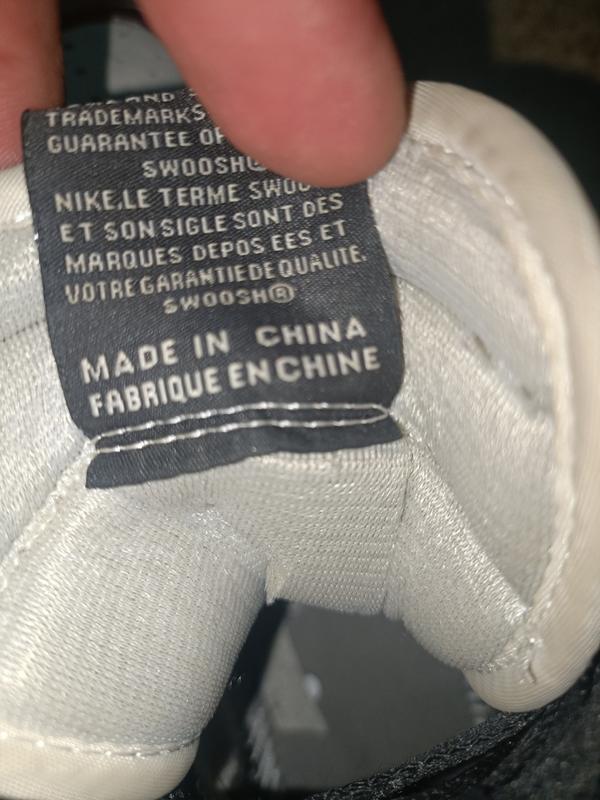 TRADEMARKS
GUARANTEE OF
SWOOSH®
NIKE,LE TERME
ET SON SIGLE SONT DES
MARQUES DEPOS EES ET
VOTRE GARANTIE DE QUALITE.
SWOOSH®
MADE IN CHINA
FABRIQUE EN CHINE